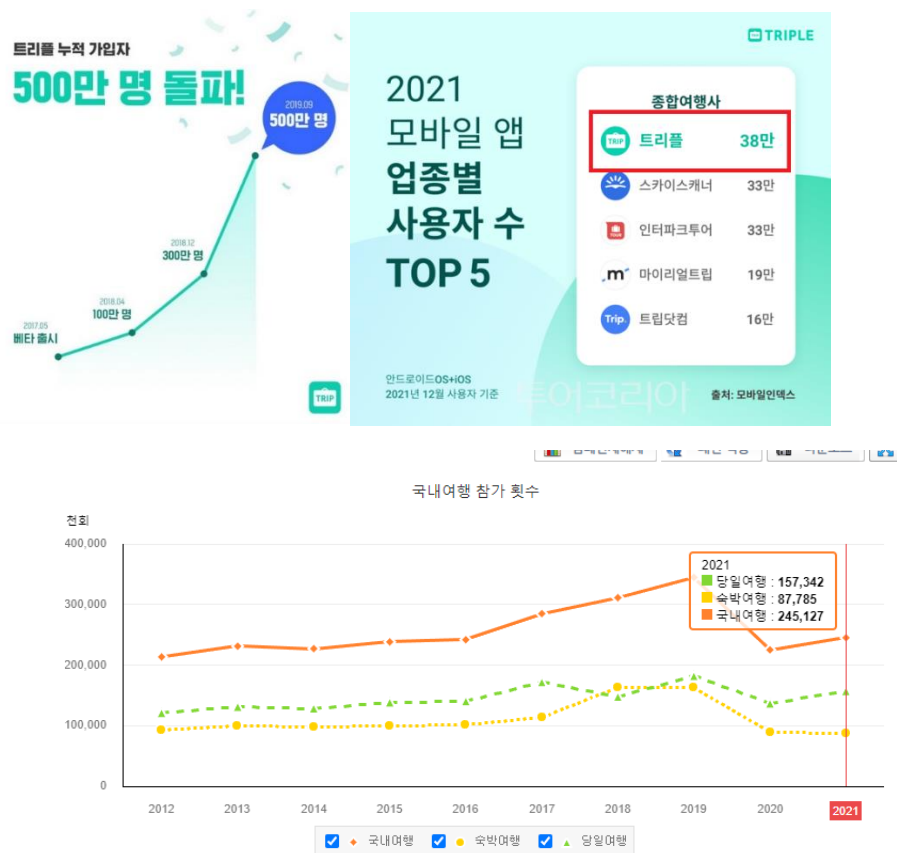 트리플 누적 가입자
500만 명 돌파!
2019.09
500만 명
2018.12
300만 명
2018.04
100만 명
2017.05
베타 출시
TRIP
TRIPLE
2021
모바일 앱
업종별
사용자 수
TOP 5
종합여행사
TRIP 트리플 38만
스카이스캐너 33만
TOUR 인터파크투어 33만
m 마이리얼트립 19만
Trip. 트립닷컴 16만
안드로이드OS+iOS
2021년 12월 사용자 기준
투어코리아
출처: 모바일인덱스
국내여행 참가 횟수
천회
400,000
300,000
200,000
100,000
0
2021
당일여행 : 157,342
숙박여행 : 87,785
국내여행 : 245,127
2012 2013 2014 2015 2016 2017 2018 2019 2020 2021
국내여행 숙박여행 당일여행